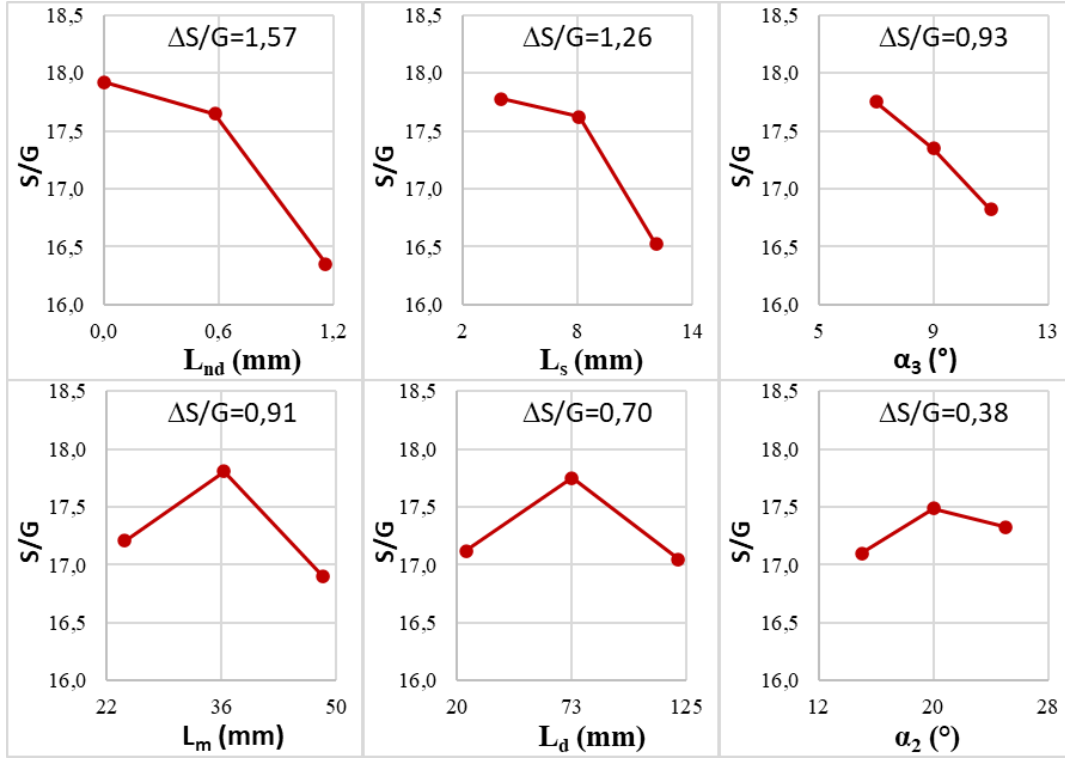 ΔS/G=1,57
S/G
18,5
18,0
17,5
17,0
16,5
16,0
0,0 0,6 1,2
Lnd (mm)
ΔS/G=1,26
S/G
18,5
18,0
17,5
17,0
16,5
16,0
2 8 14
Ls (mm)
ΔS/G=0,93
S/G
18,5
18,0
17,5
17,0
16,5
16,0
5 9 13
α3 (°)
ΔS/G=0,91
S/G
18,5
18,0
17,5
17,0
16,5
16,0
22 36 50
Lm (mm)
ΔS/G=0,70
S/G
18,5
18,0
17,5
17,0
16,5
16,0
20 73 125
Ld (mm)
ΔS/G=0,38
S/G
18,5
18,0
17,5
17,0
16,5
16,0
12 20 28
α2 (°)